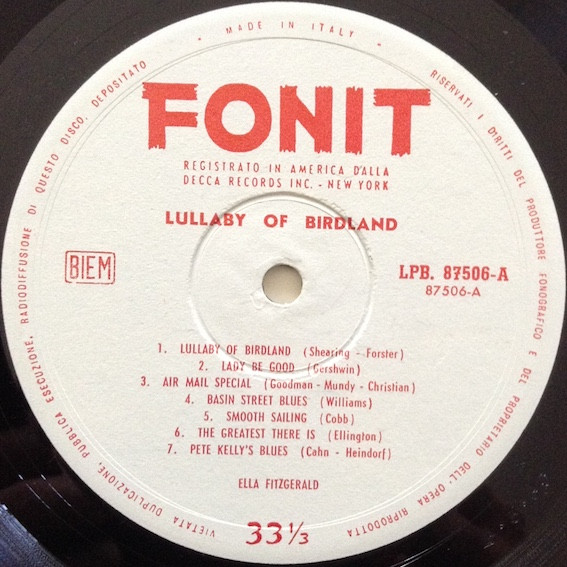 * MADE IN ITALY *
FONIT
REGISTRATO IN AMERICA D'ALLA
DECCA RECORDS INC. - NEW YORK
LULLABY OF BIRDLAND
BIEM
LPB. 87506-A
87506-A
1. LULLABY OF BIRDLAND (Shearing - Forster)
2. LADY BE GOOD (Gershwin)
3. AIR MAIL SPECIAL (Goodman - Mundy - Christian)
4. BASIN STREET BLUES (Williams)
5. SMOOTH SAILING (Cobb)
6. THE GREATEST THERE IS (Ellington)
7. PETE KELLY'S BLUES (Cahn - Heindorf)
ELLA FITZGERALD
33 1/3
RISERVATI I DIRITTI DEL PRODUTTORE FONOGRAFICO E DEL PROPRIETARIO DELL' OPERA RIPRODOTTA
VIETATA DUPLICAZIONE, PUBBLICA ESECUZIONE, RADIODIFFUSIONE DI QUESTO DISCO. DEPOSITATO